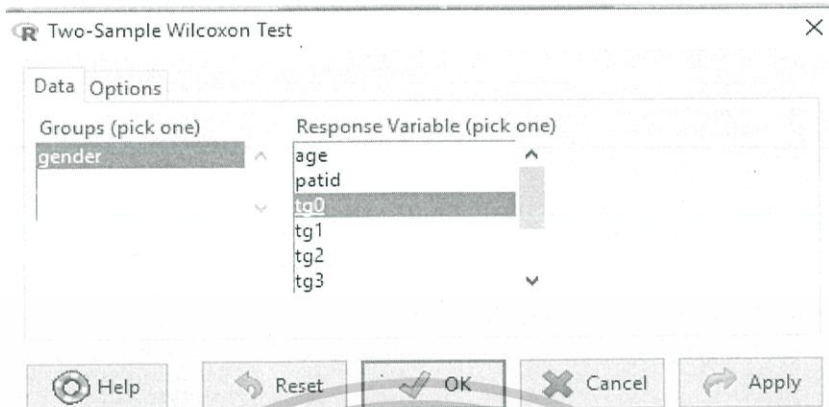 R Two-Sample Wilcoxon Test
Data Options
Groups (pick one) Response Variable (pick one)
gender age
patid
tg0
tg1
tg2
tg3
Help Reset OK Cancel Apply